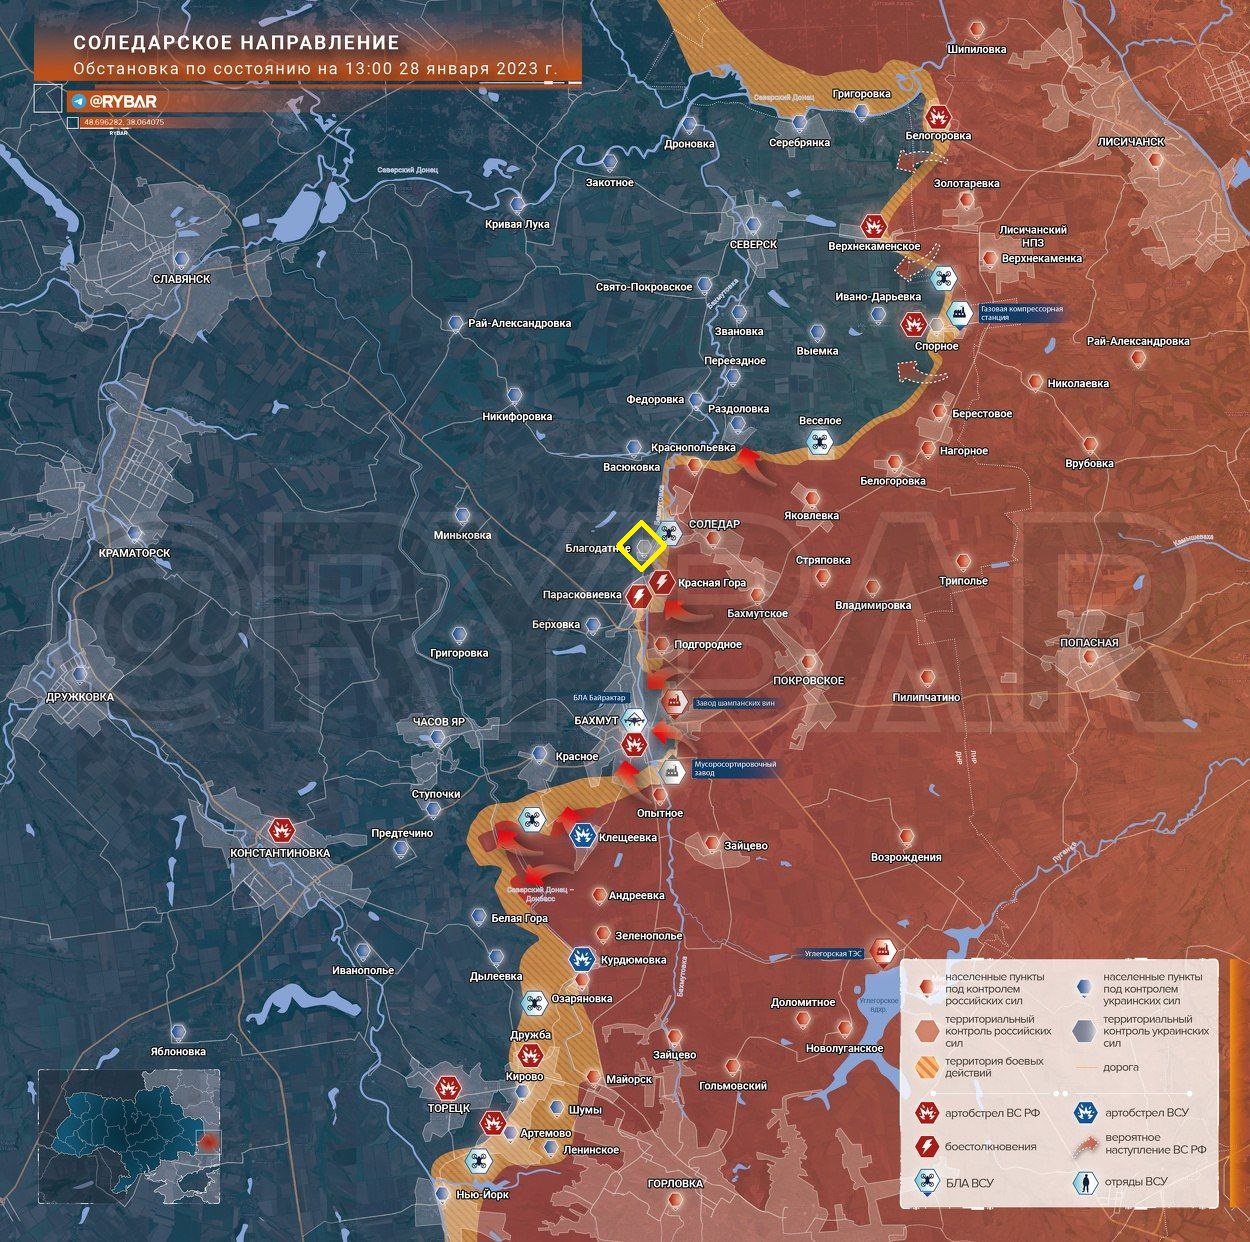 СОЛЕДАРСКОЕ НАПРАВЛЕНИЕ
Обстановка по состоянию на 13:00 28 января 2023 г.
@RYBAR
48.696282, 38.064075
RYBAR
Шипиловка
Григоровка
Северский Донец
Белогоровка
Дроновка
Серебрянка
ЛИСИЧАНСК
Северский Донец
Закотное
Золотаревка
Кривая Лука
Лисичанский
НПЗ
СЕВЕРСК
Верхнекаменское
Верхнекаменка
СЛАВЯНСК
Свято-Покровское
Бахмутовка
Ивано-Дарьевка
Газовая компрессорная
станция
Рай-Александровка
Звановка
Выемка
Спорное
Рай-Александровка
Переездное
Николаевка
Федоровка
Раздоловка
Никифоровка
Веселое
Берестовое
Краснопольевка
Нагорное
Васюковка
Врубовка
Белогоровка
Яковлевка
СОЛЕДАР
Миньковка
КРАМАТОРСК
Благодатное
Камышеваха
Стряповка
Триполье
Красная Гора
Парасковиевка
Владимировка
Бахмутское
Берховка
Григоровка
Подгородное
ПОПАСНАЯ
ПОКРОВСКОЕ
ДРУЖКОВКА
БЛА Байрактар
Завод шампанских вин
Пилипчатино
ЧАСОВ ЯР
БАХМУТ
Красное
Мусоросортировочный
завод
ДНР
ЛНР
Ступочки
Опытное
Предтечино
Клещеевка
Зайцево
КОНСТАНТИНОВКА
Возрождения
Луганка
Северский Донец –
Донбасс
Андреевка
Белая Гора
Зеленополье
Иванополье
Дылеевка
Курдюмовка
Бахмутовка
Углегорская ТЭС
Озаряновка
Углегорское
вдхр.
Доломитное
Дружба
Новолуганское
Яблоновка
Зайцево
Кирово
Майорск
Гольмовский
ТОРЕЦК
Шумы
Артемово
Ленинское
ГОРЛОВКА
Нью-Йорк
населенные пункты
под контролем
российских сил
населенные пункты
под контролем
украинских сил
территориальный
контроль российских
сил
территориальный
контроль украинских
сил
территория боевых
действий
дорога
артобстрел ВС РФ
артобстрел ВСУ
боестолкновения
вероятное
наступление ВС РФ
БЛА ВСУ
отряды ВСУ
@RYBAR